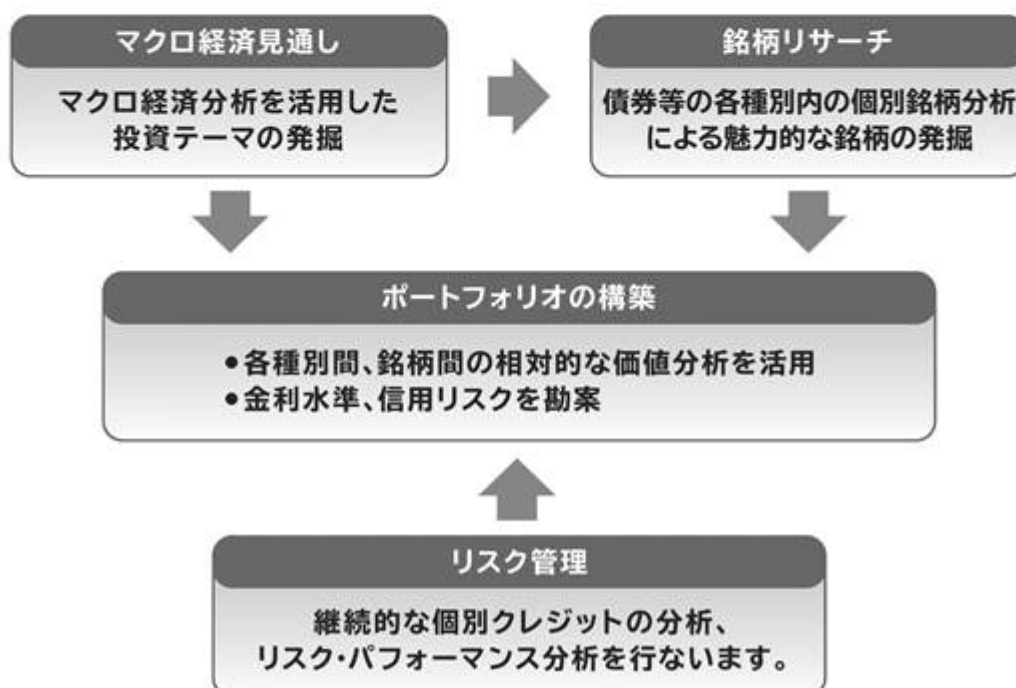 マクロ経済見通し
マクロ経済分析を活用した
投資テーマの発掘
銘柄リサーチ
債券等の各種別内の個別銘柄分析
による魅力的な銘柄の発掘
ポートフォリオの構築
●各種別間、銘柄間の相対的な価値分析を活用
●金利水準、信用リスクを勘案
リスク管理
継続的な個別クレジットの分析、
リスク・パフォーマンス分析を行ないます。